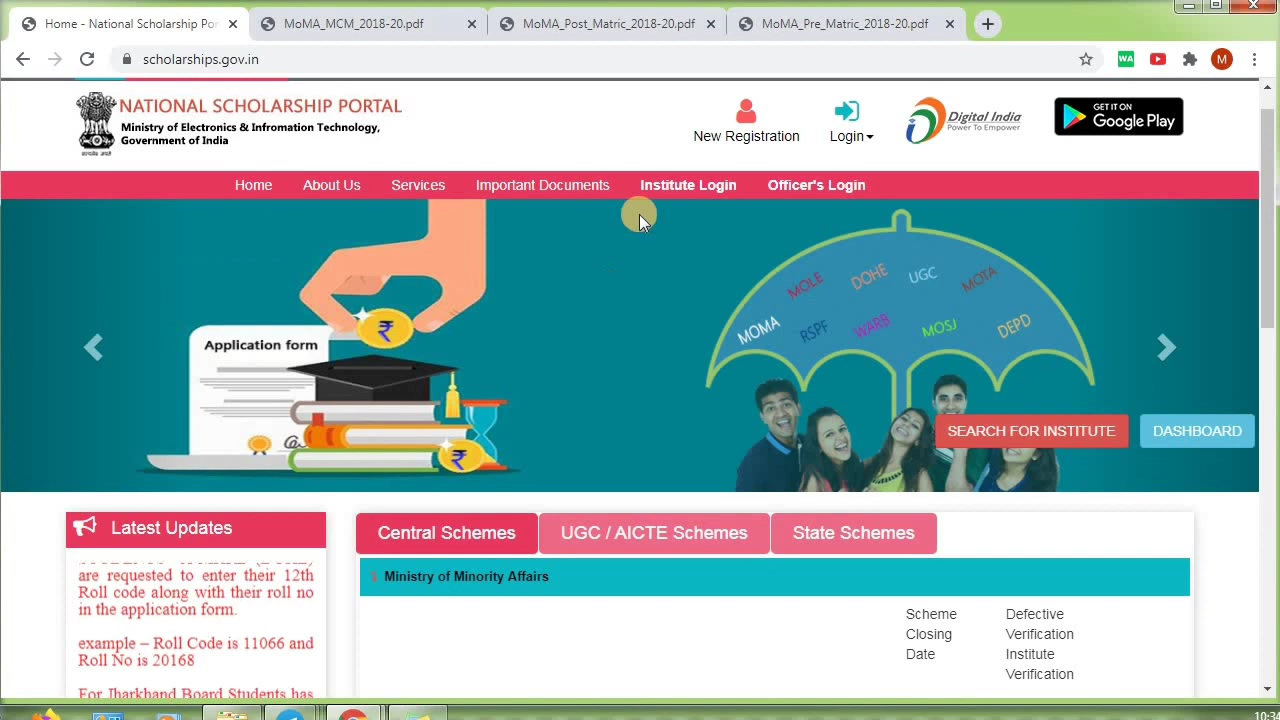 Home - National Scholarship Por
MoMA_MCM_2018-20.pdf
MoMA_Post_Matric_2018-20.pdf
MoMA_Pre_Matric_2018-20.pdf
scholarships.gov.in
WA
M
NATIONAL SCHOLARSHIP PORTAL
Ministry of Electronics & Infromation Technology,
Government of India
New Registration
Login
Digital India
Power To Empower
GET IT ON
Google Play
Home
About Us
Services
Important Documents
Institute Login
Officer's Login
Application form
₹
₹
MOMA
MOLE
RSPF
DOHE
WARB
UGC
MOSJ
MOTA
DEPD
SEARCH FOR INSTITUTE
DASHBOARD
Latest Updates
are requested to enter their 12th
Roll code along with their roll no
in the application form.
example – Roll Code is 11066 and
Roll No is 20168
For Jharkhand Board Students has
Central Schemes
UGC / AICTE Schemes
State Schemes
Ministry of Minority Affairs
Scheme
Closing
Date
Defective
Verification
Institute
Verification